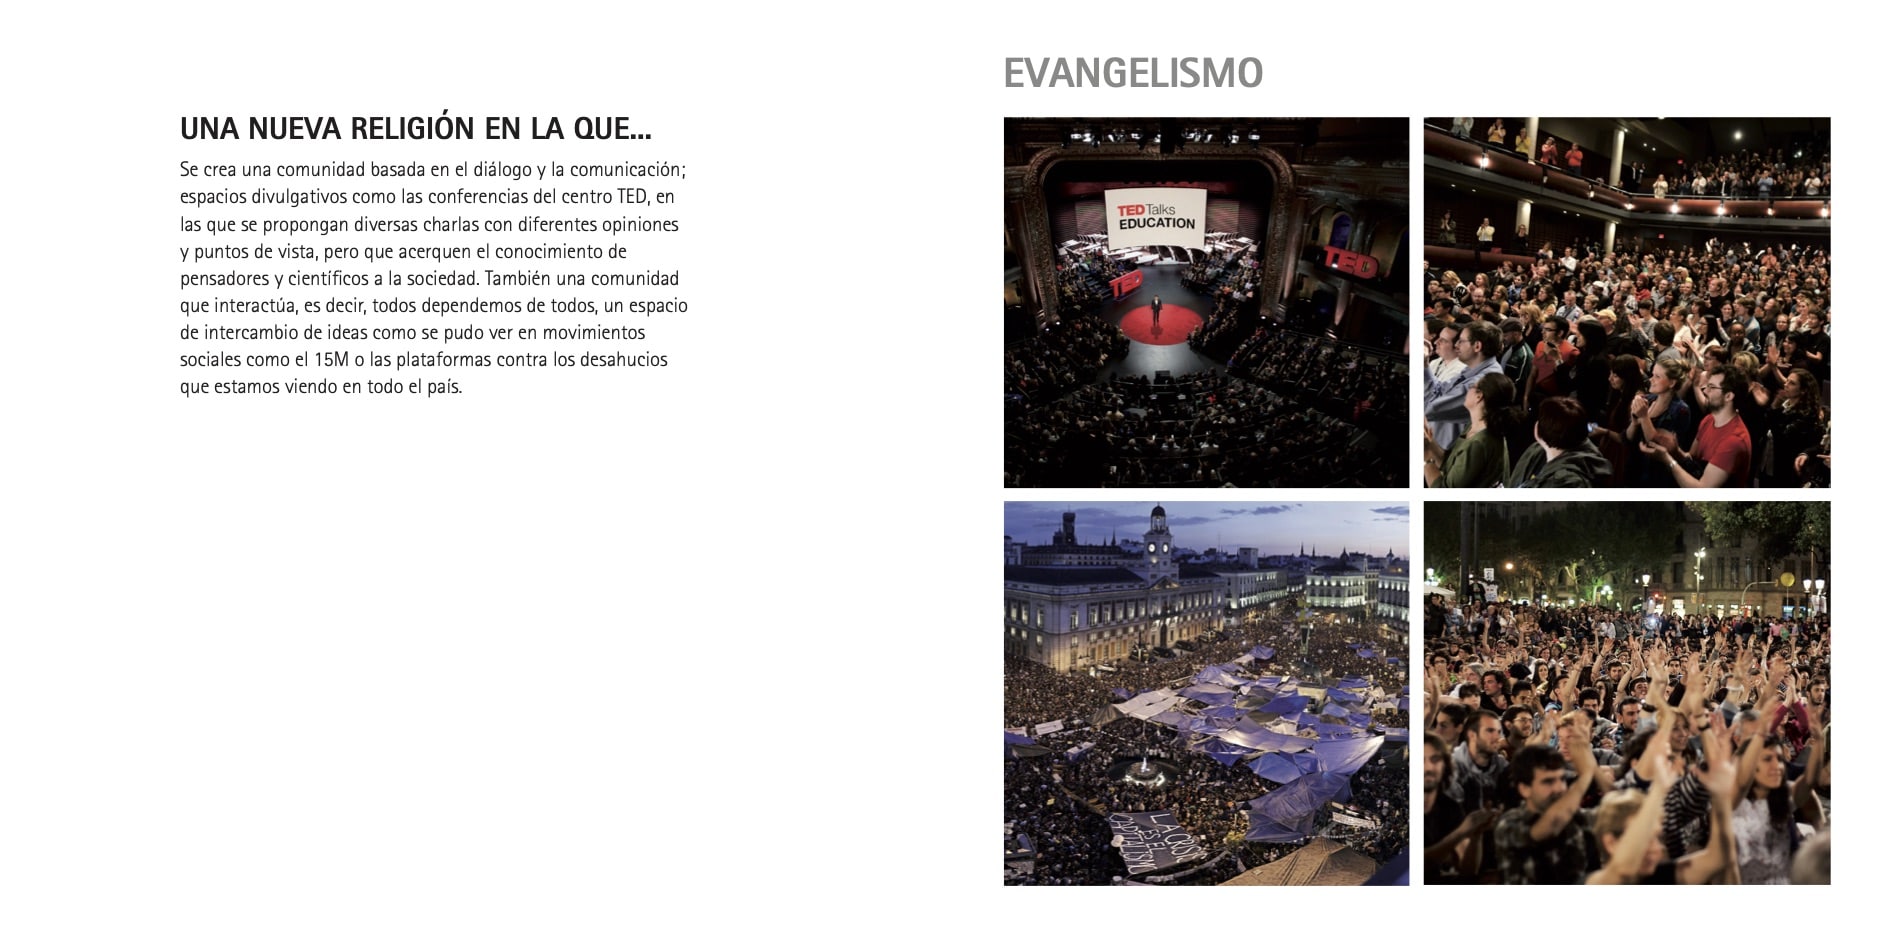 UNA NUEVA RELIGIÓN EN LA QUE...
Se crea una comunidad basada en el diálogo y la comunicación;
espacios divulgativos como las conferencias del centro TED, en
las que se propongan diversas charlas con diferentes opiniones
y puntos de vista, pero que acerquen el conocimiento de
pensadores y científicos a la sociedad. También una comunidad
que interactúa, es decir, todos dependemos de todos, un espacio
de intercambio de ideas como se pudo ver en movimientos
sociales como el 15M o las plataformas contra los desahucios
que estamos viendo en todo el país.
EVANGELISMO
TEDTalks
EDUCATION
TED
TED
LA CRISIS
ES EL
CAPITALISMO